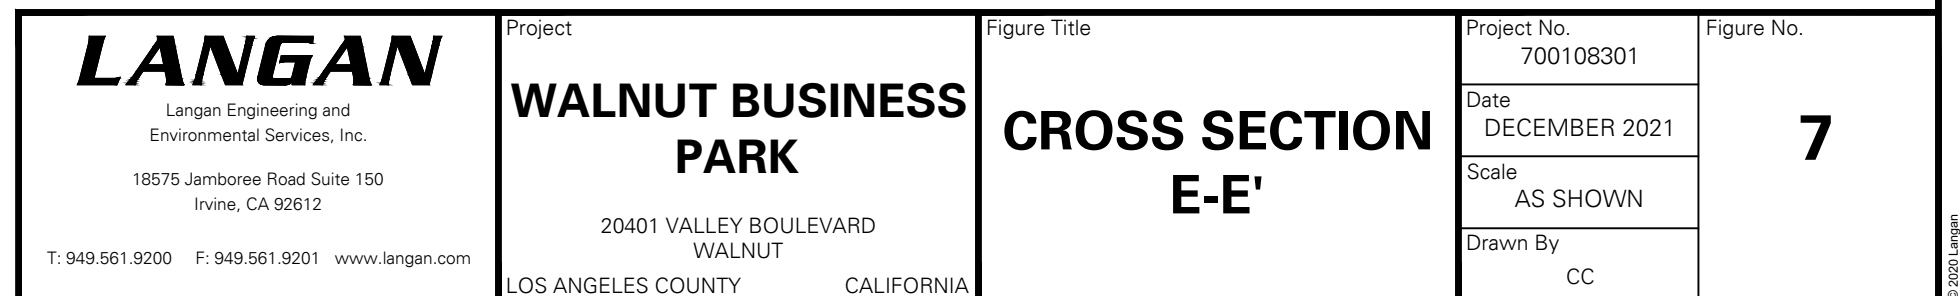 LANGAN
Langan Engineering and
Environmental Services, Inc.
18575 Jamboree Road Suite 150
Irvine, CA 92612
T: 949.561.9200 F: 949.561.9201 www.langan.com
Project
WALNUT BUSINESS
PARK
20401 VALLEY BOULEVARD
WALNUT
LOS ANGELES COUNTY CALIFORNIA
Figure Title
CROSS SECTION
E-E'
Project No.
700108301
Date
DECEMBER 2021
Scale
AS SHOWN
Drawn By
CC
Figure No.
7
© 2020 Langan